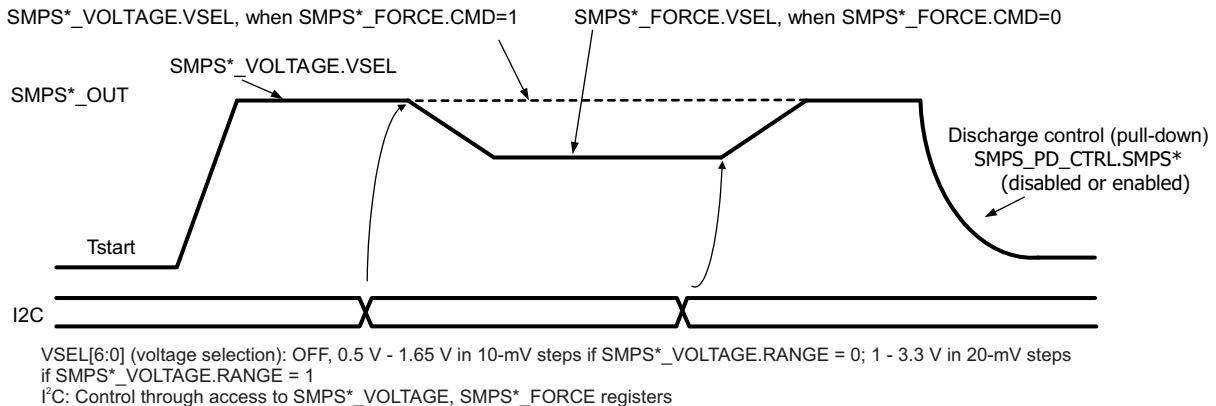 SMPS*_VOLTAGE.VSEL, when SMPS*_FORCE.CMD=1
SMPS*_FORCE.VSEL, when SMPS*_FORCE.CMD=0
SMPS*_VOLTAGE.VSEL
SMPS*_OUT
Discharge control (pull-down)
SMPS_PD_CTRL.SMPS*
(disabled or enabled)
Tstart
I2C
VSEL[6:0] (voltage selection): OFF, 0.5 V - 1.65 V in 10-mV steps if SMPS*_VOLTAGE.RANGE = 0; 1 - 3.3 V in 20-mV steps
if SMPS*_VOLTAGE.RANGE = 1
I²C: Control through access to SMPS*_VOLTAGE, SMPS*_FORCE registers